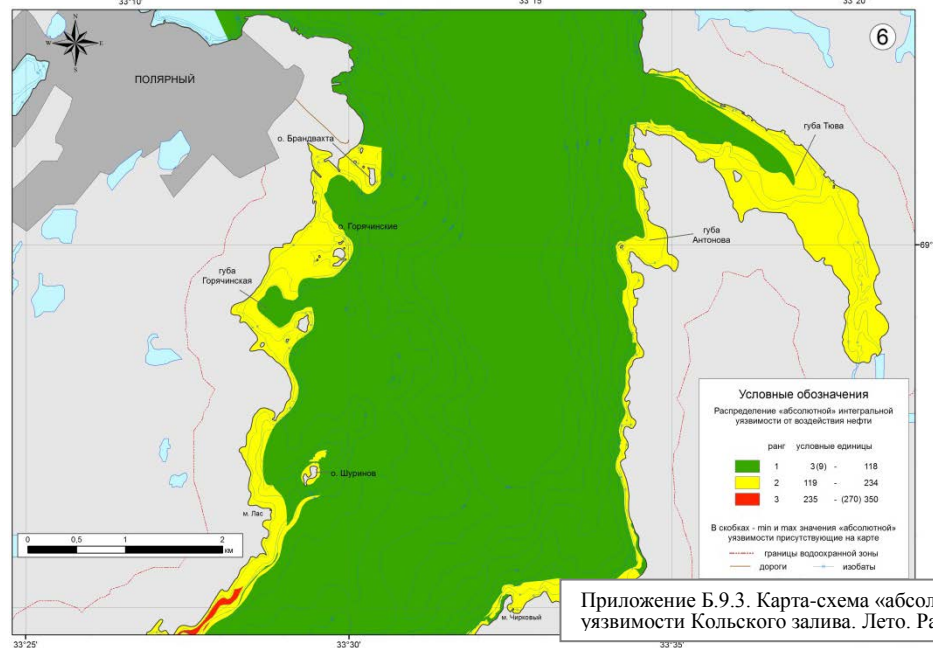 33°10'
33°15'
33°20'
6
N
W E
S
ПОЛЯРНЫЙ
о. Брандвахта
губа Тюва
о. Горячинские
губа
Антонова
69°
губа
Горячинская
о. Шуринов
м. Лас
0 0,5 1 2
км
м. Чирковый
Условные обозначения
Распределение «абсолютной» интегральной
уязвимости от воздействия нефти
ранг условные единицы
1 3(9) - 118
2 119 - 234
3 235 - (270) 350
В скобках - min и max значения «абсолютной»
уязвимости присутствующие на карте
границы водоохранной зоны
дороги изобаты
Приложение Б.9.3. Карта-схема «абсол
уязвимости Кольского залива. Лето. Ра
33°25'
33°30'
33°35'